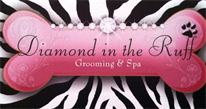 Diamond in the Ruff
Grooming & Spa